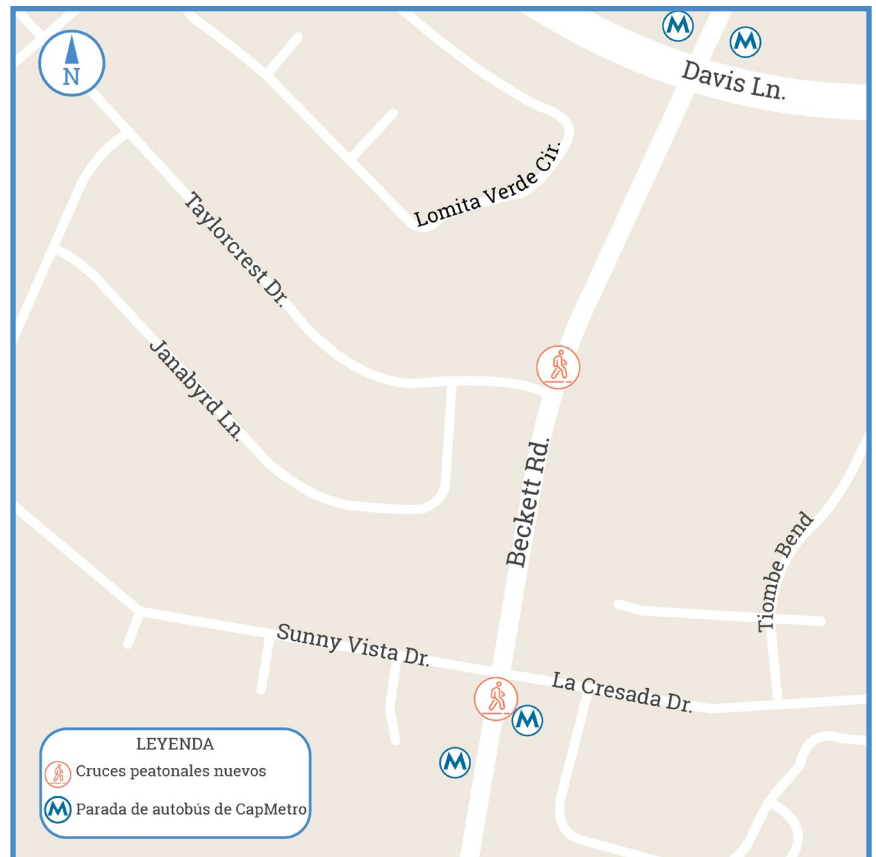 N
Davis Ln.
Lomita Verde Cir.
Taylorcrest Dr.
Janabyrd Ln.
Beckett Rd.
Tiombe Bend
Sunny Vista Dr.
La Cresada Dr.
LEYENDA
Cruces peatonales nuevos
M Parada de autobús de CapMetro
M
M
M
M